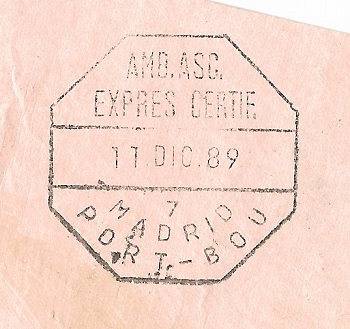 AMB. ASC.
EXPRES CERTIF.
11 DIC. 89
7
MADRID
PORT-BOU